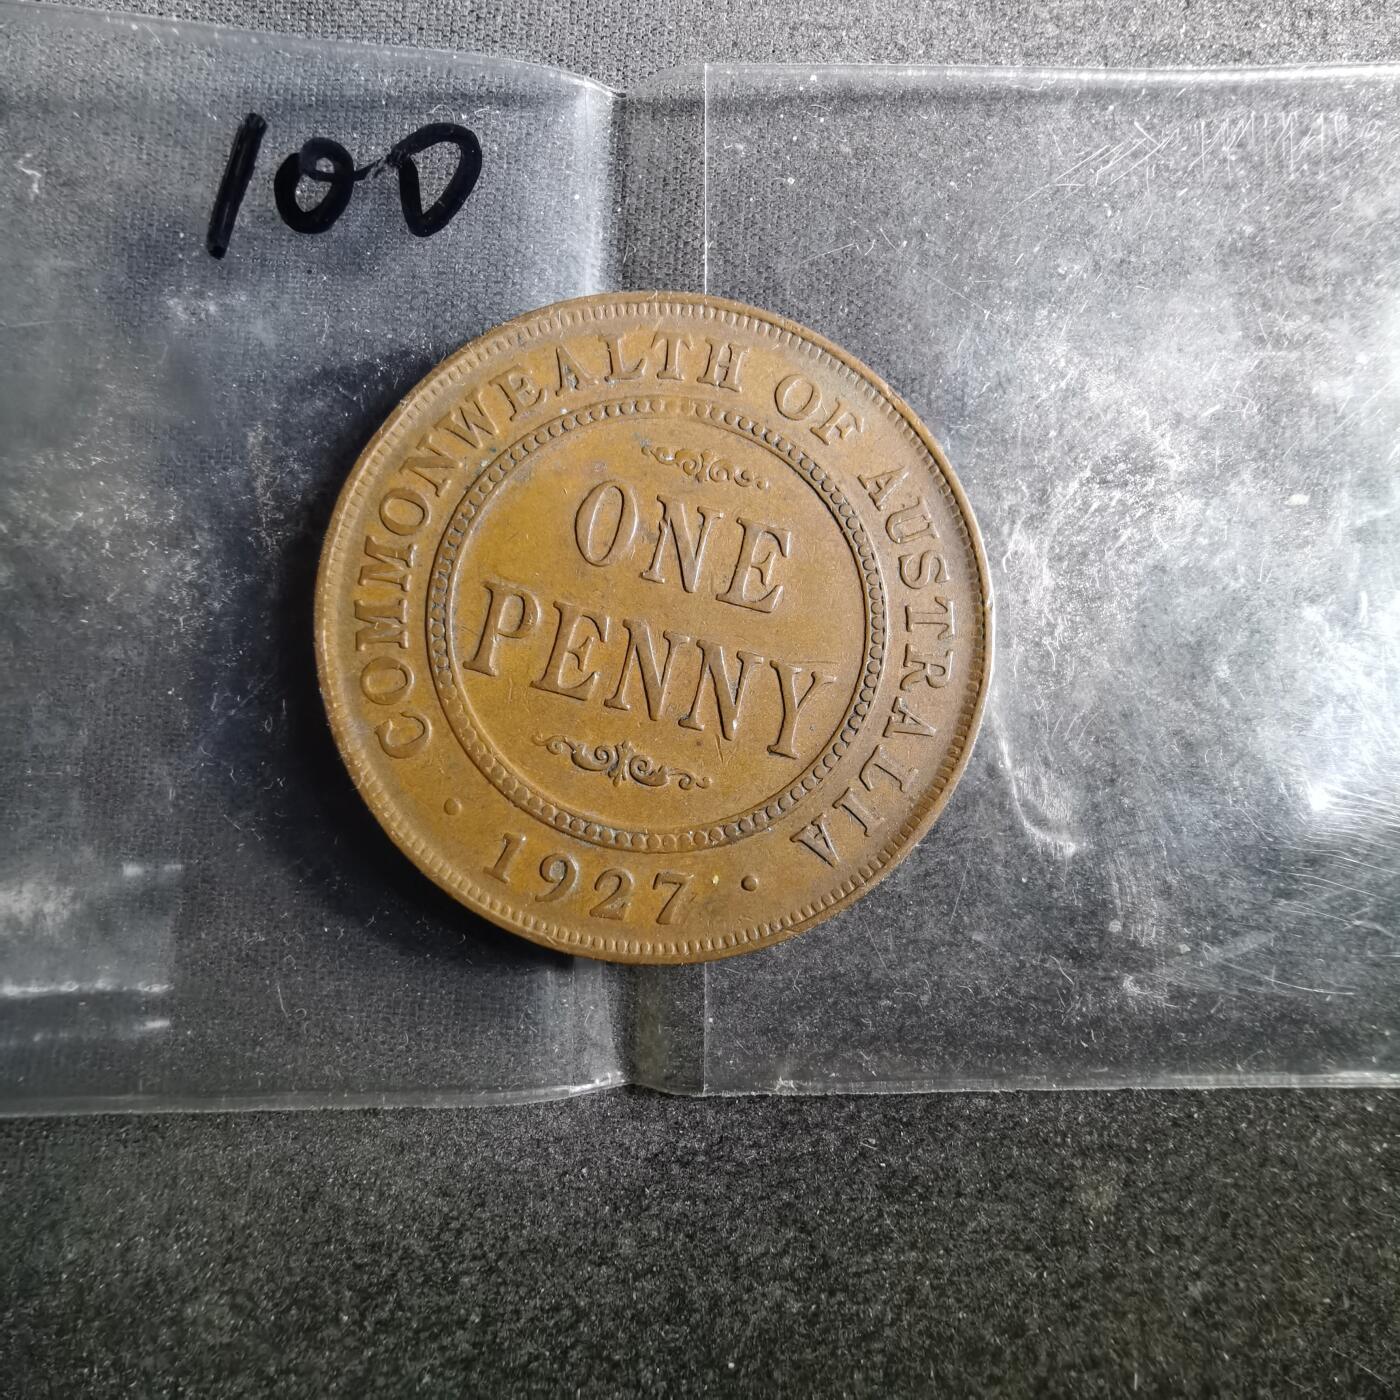 100
COMMONWEALTH OF AUSTRALIA
ONE
PENNY
· 1927 ·